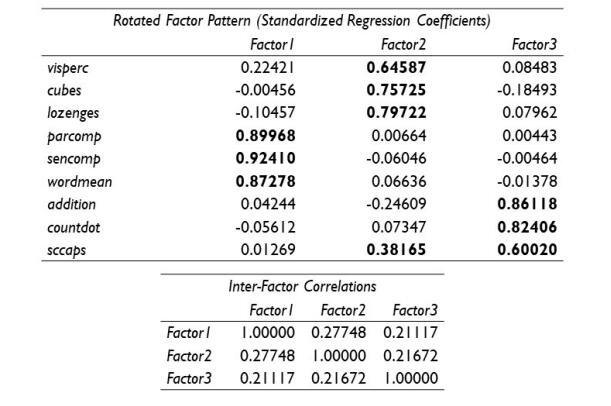 Rotated Factor Pattern (Standardized Regression Coefficients)
Factor1 Factor2 Factor3
visperc 0.22421 0.64587 0.08483
cubes -0.00456 0.75725 -0.18493
lozenges -0.10457 0.79722 0.07962
parcomp 0.89968 0.00664 0.00443
sencomp 0.92410 -0.06046 -0.00464
wordmean 0.87278 0.06636 -0.01378
addition 0.04244 -0.24609 0.86118
countdot -0.05612 0.07347 0.82406
sccaps 0.01269 0.38165 0.60020
Inter-Factor Correlations
Factor1 Factor2 Factor3
Factor1 1.00000 0.27748 0.21117
Factor2 0.27748 1.00000 0.21672
Factor3 0.21117 0.21672 1.00000